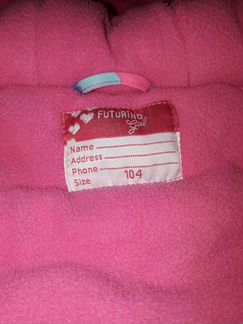 FUTURINO
Girl
Name
Address
Phone
Size 104